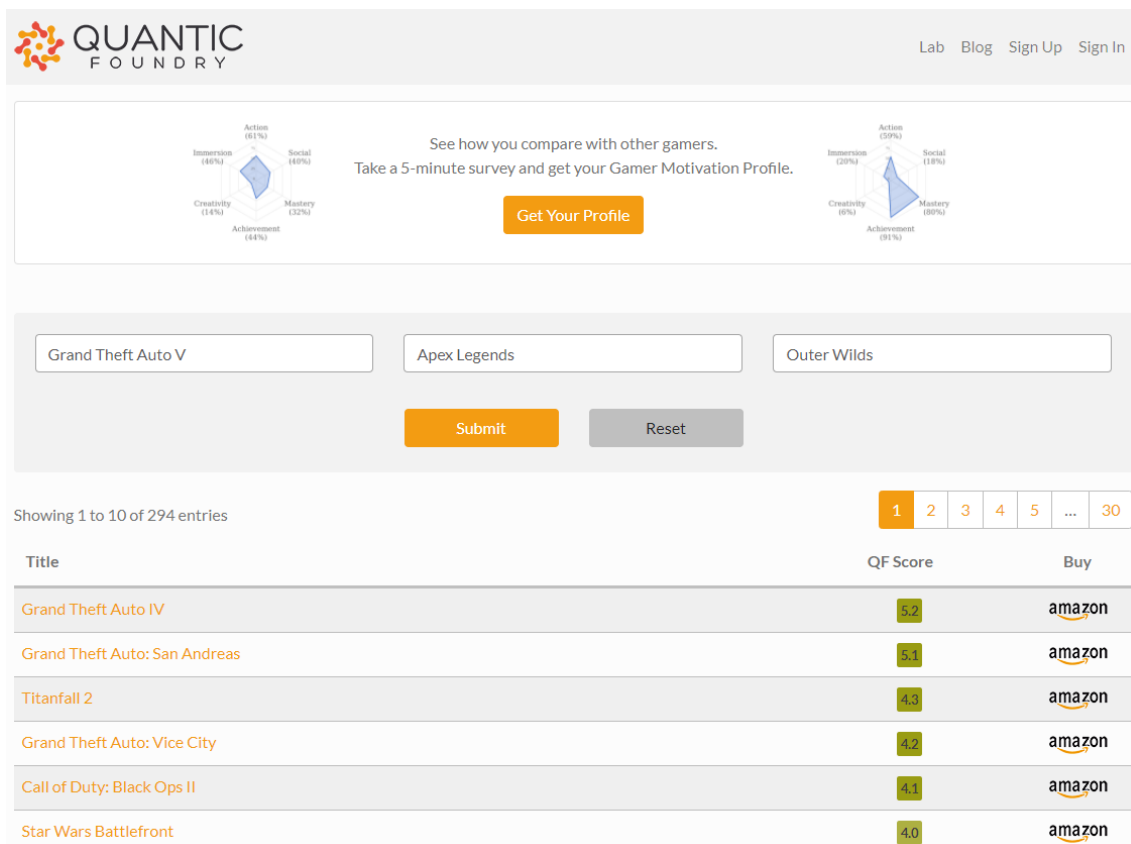 QUANTIC
FOUNDRY
Lab Blog Sign Up Sign In
Action
(61%)
Immersion
(46%)
Social
(40%)
Creativity
(14%)
Mastery
(32%)
Achievement
(44%)
See how you compare with other gamers.
Take a 5-minute survey and get your Gamer Motivation Profile.
Get Your Profile
Action
(59%)
Immersion
(20%)
Social
(18%)
Creativity
(6%)
Mastery
(80%)
Achievement
(91%)
Grand Theft Auto V
Apex Legends
Outer Wilds
Submit
Reset
Showing 1 to 10 of 294 entries
1 2 3 4 5 ... 30
Title QF Score Buy
Grand Theft Auto IV 5.2 amazon
Grand Theft Auto: San Andreas 5.1 amazon
Titanfall 2 4.3 amazon
Grand Theft Auto: Vice City 4.2 amazon
Call of Duty: Black Ops II 4.1 amazon
Star Wars Battlefront 4.0 amazon